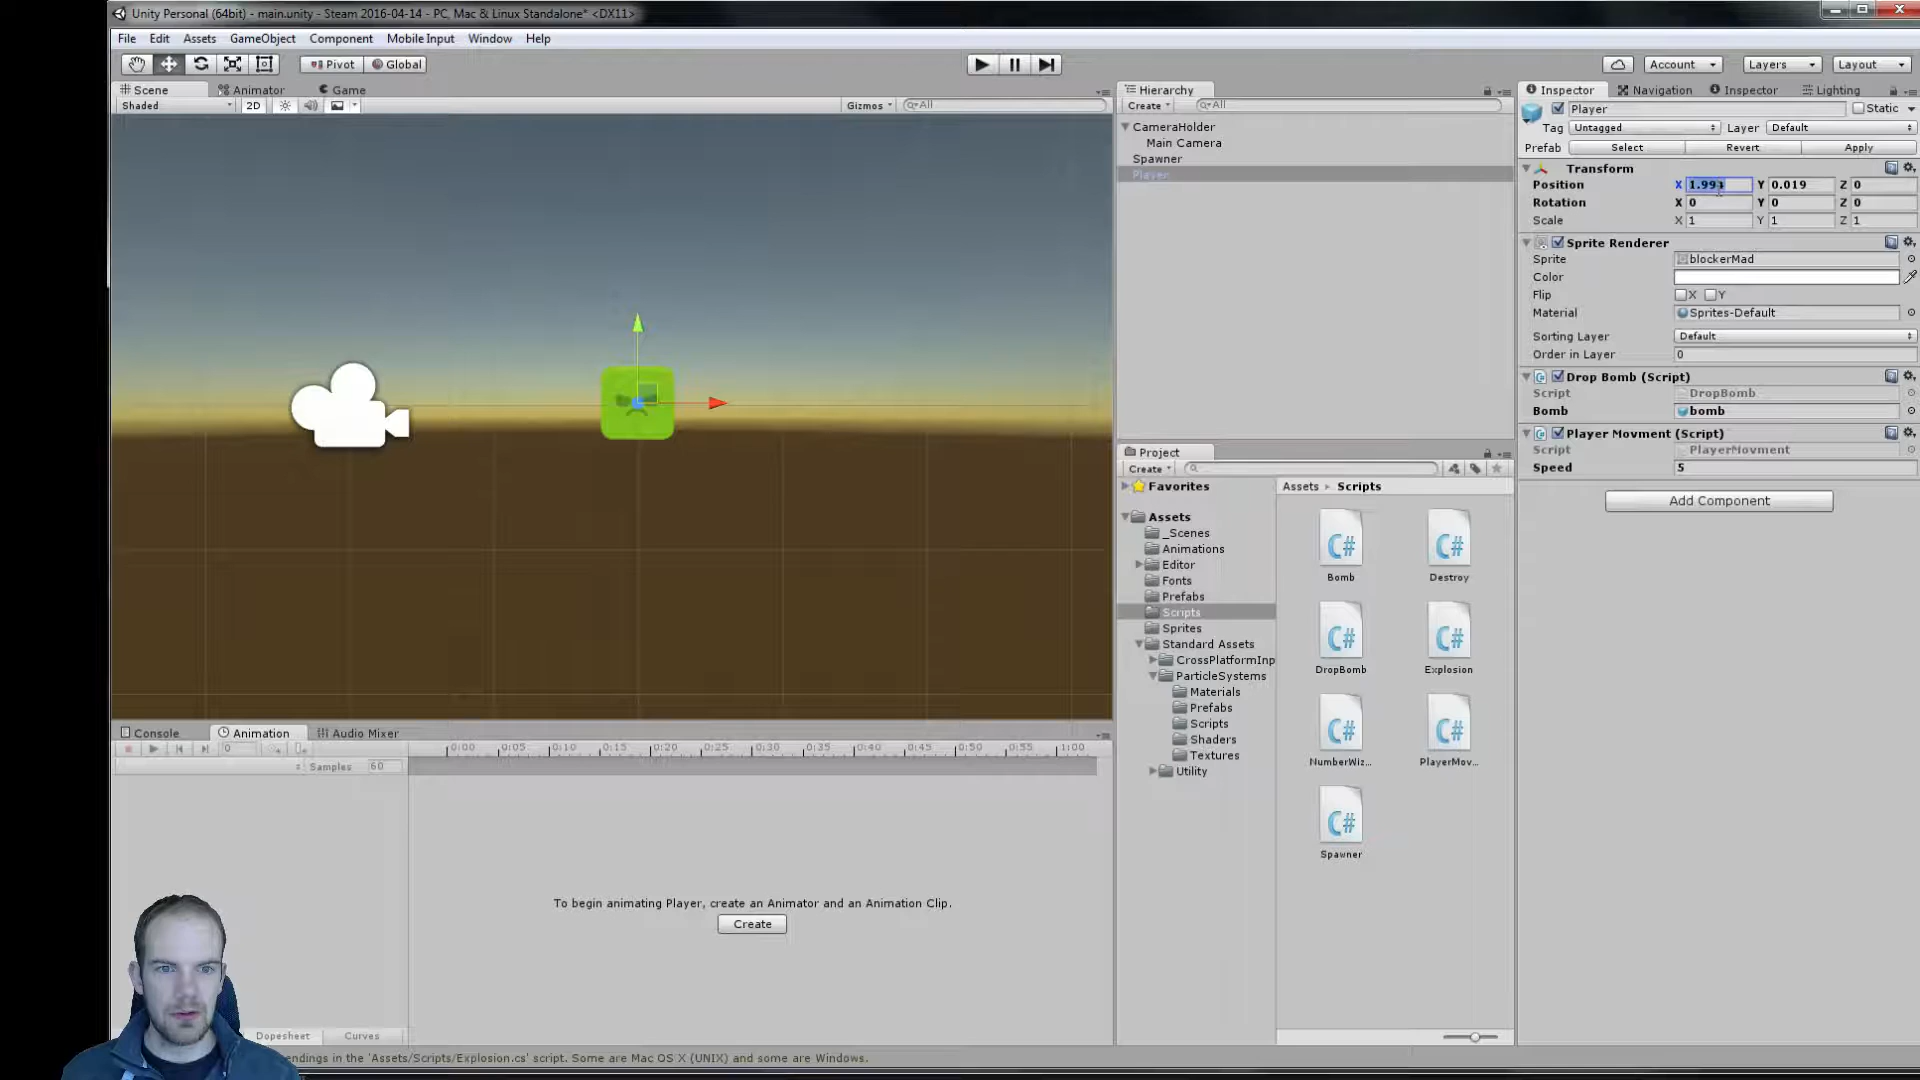 Unity Personal (64bit) - main.unity - Steam 2016-04-14 - PC, Mac & Linux Standalone* <DX11>
File Edit Assets GameObject Component Mobile Input Window Help
Pivot Global Account Layers Layout
Scene Animator Game
Shaded 2D Gizmos All
Hierarchy
Create All
CameraHolder
Main Camera
Spawner
Player
Inspector Navigation Inspector Lighting
Player Static
Tag Untagged Layer Default
Prefab Select Revert Apply
Transform
Position X Y 0.019 Z 0
Rotation X 0 Y 0 Z 0
Scale X 1 Y 1 Z 1
Sprite Renderer
Sprite blockerMad
Color
Flip X Y
Material Sprites-Default
Sorting Layer Default
Order in Layer 0
Drop Bomb (Script)
Script DropBomb
Bomb bomb
Player Movment (Script)
Script PlayerMovment
Speed 5
Add Component
Project
Create
Favorites
Assets
_Scenes
Animations
Editor
Fonts
Prefabs
Scripts
Sprites
Standard Assets
CrossPlatformInp
ParticleSystems
Materials
Prefabs
Scripts
Shaders
Textures
Utility
Assets Scripts
C# C#
Bomb Destroy
C# C#
DropBomb Explosion
C# C#
NumberWiz... PlayerMov...
C#
Spawner
Console Animation Audio Mixer
0 0:00 0:05 0:10 0:15 0:20 0:25 0:30 0:35 0:40 0:45 0:50 0:55 1:00
Samples 60
To begin animating Player, create an Animator and an Animation Clip.
Create
Dopesheet Curves
endings in the 'Assets/Scripts/Explosion.cs' script. Some are Mac OS X (UNIX) and some are Windows.